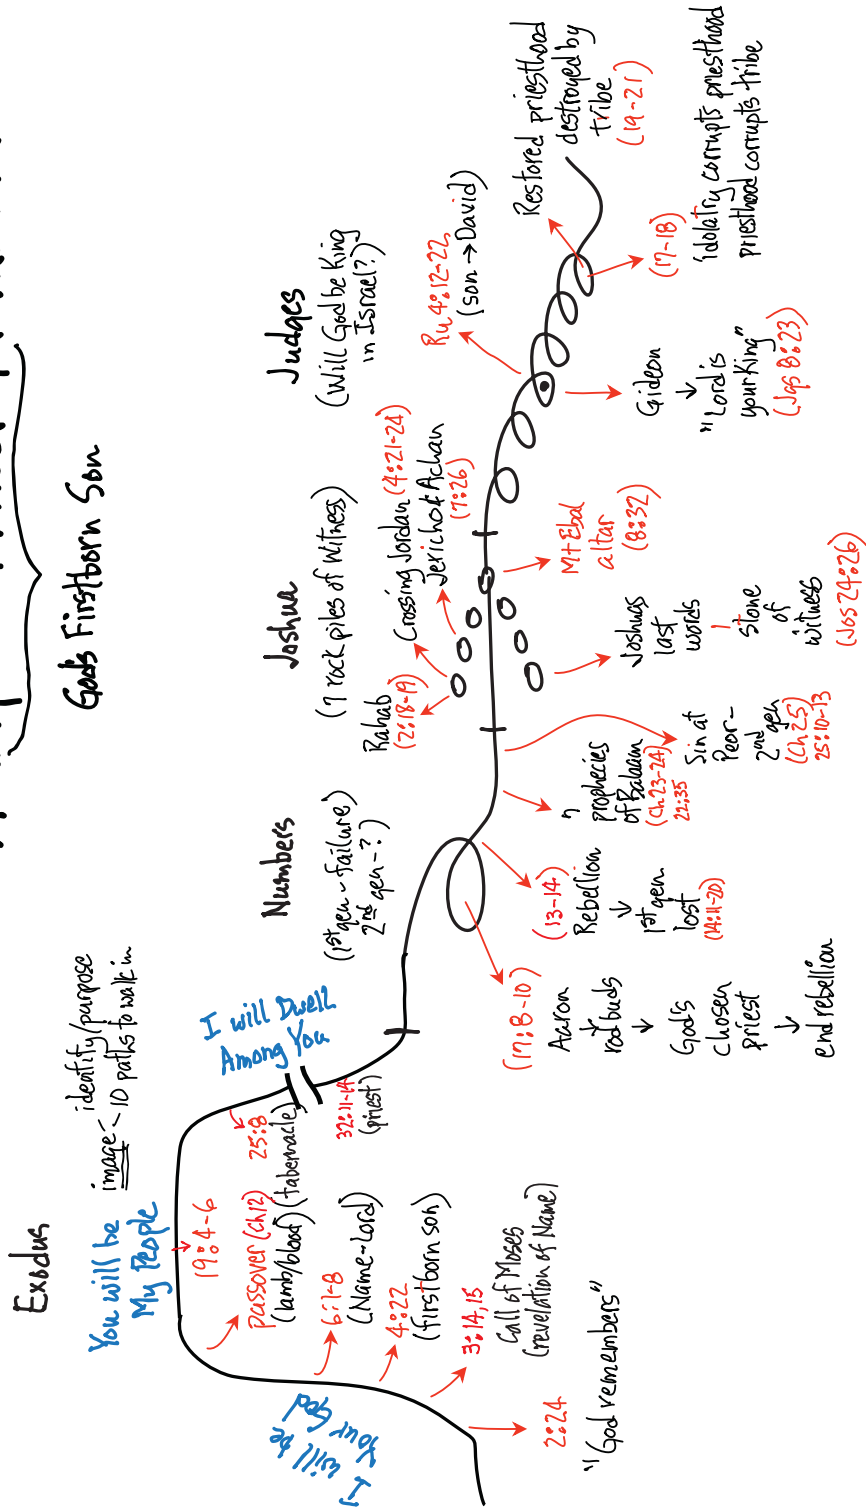 God's Firstborn Son
Exodus
You will be
My People
identity/purpose
image - 10 paths to walk in
I will be
Your God
2:24
"God remembers"
3:14,15
Call of Moses
(revelation of Name)
4:22
(firstborn son)
6:1-8
(Name-Lord)
Passover (ch12)
(lamb/blood)
19:4-6
25:8
(tabernacle)
32:11-14
(priest)
I will Dwell
Among You
Numbers
(1st gen - failure)
2nd gen - ?
(17:8-10)
Aaron
rod buds
↓
God's
chosen
priest
↓
end rebellion
(13-14)
Rebellion
↓
1st gen
lost
(14:11-20)
7
prophecies
of Balaam
(Ch 23-24)
22:35
Sin at
Peor -
2nd gen
(Ch 25)
25:10-13
Joshua
(7 rock piles of witness)
Rahab
(2:18-19)
Crossing Jordan (4:21-24)
Jericho & Achan
(7:26)
Mt Ebal
altar
(8:32)
Joshuas
last
words
1
stone
of
witness
(Jos 24:26)
Judges
(Will God be King
in Israel?)
Ru 4:12-22,
(son → David)
Gideon
↓
"Lord is
your King"
(Jgs 8:23)
Restored priesthood
destroyed by
tribe
(19-21)
(17-18)
idolatry corrupts priesthood
priesthood corrupts tribe